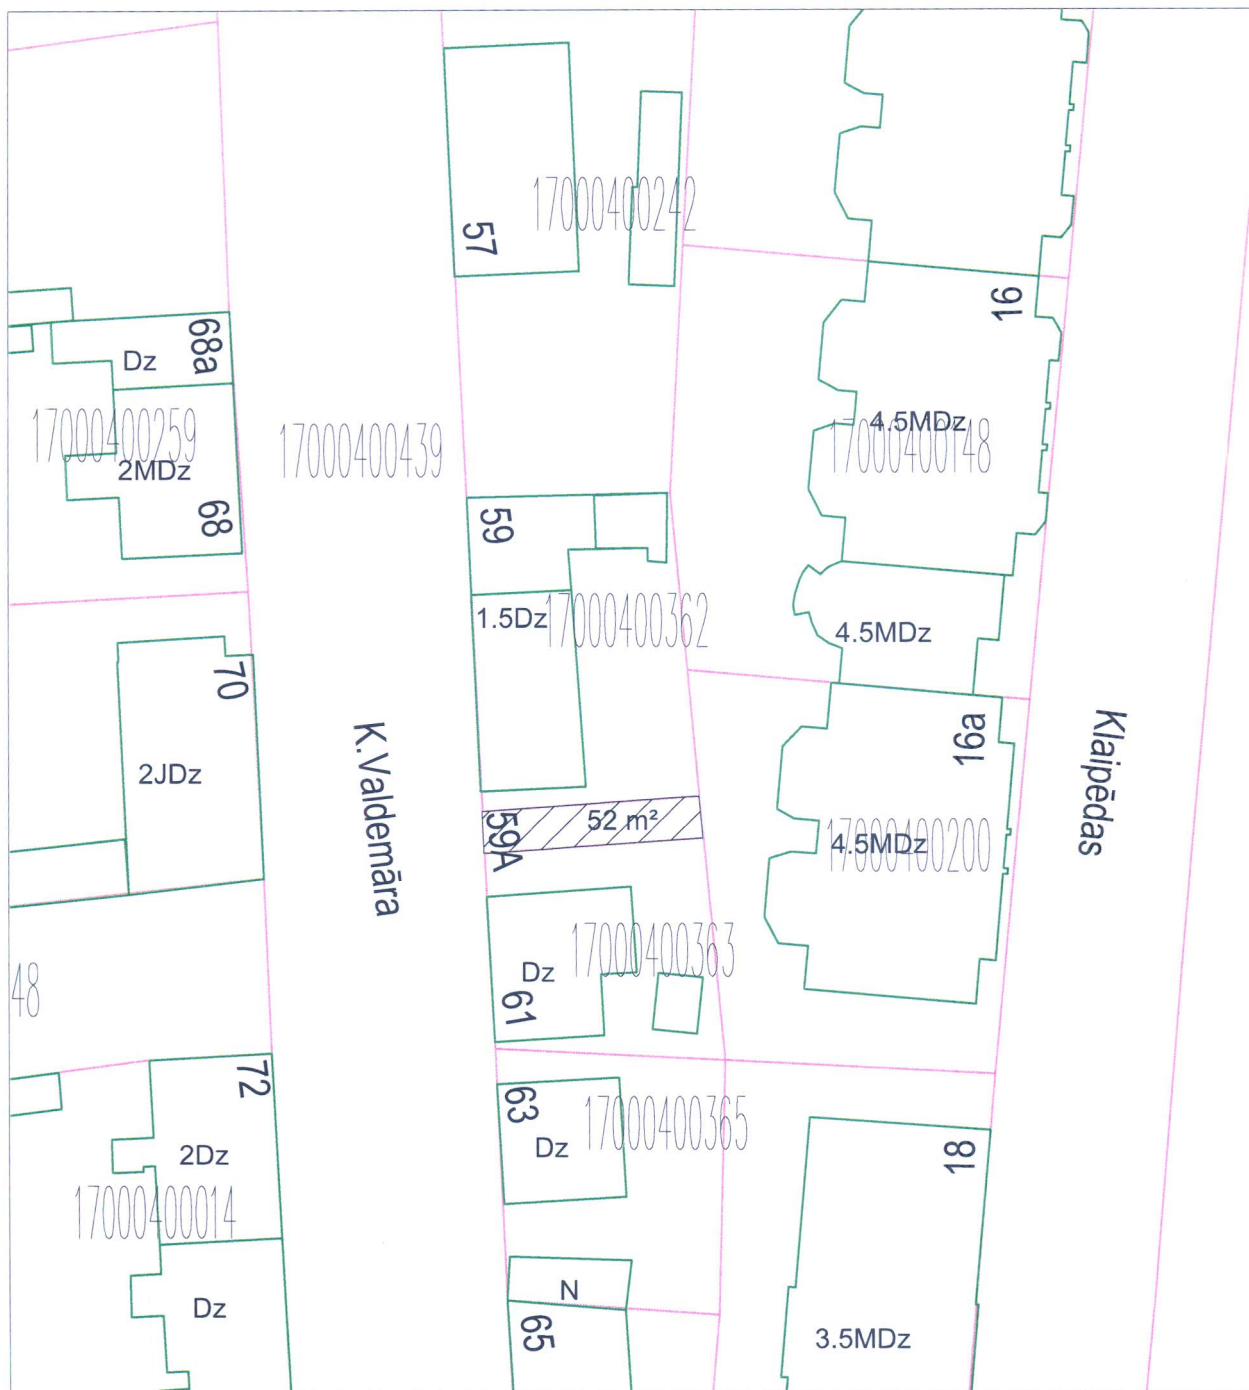 57
17000400242
16
68a
Dz
17000400259
2MDz
68
17000400439
4.5MDz
17000400148
59
1.5Dz
17000400362
4.5MDz
70
2JDz
K.Valdemāra
16a
Klaipēdas
59A
52 m²
4.5MDz
17000400200
17000400363
Dz
61
48
72
63
Dz
17000400365
18
2Dz
17000400014
Dz
N
65
3.5MDz